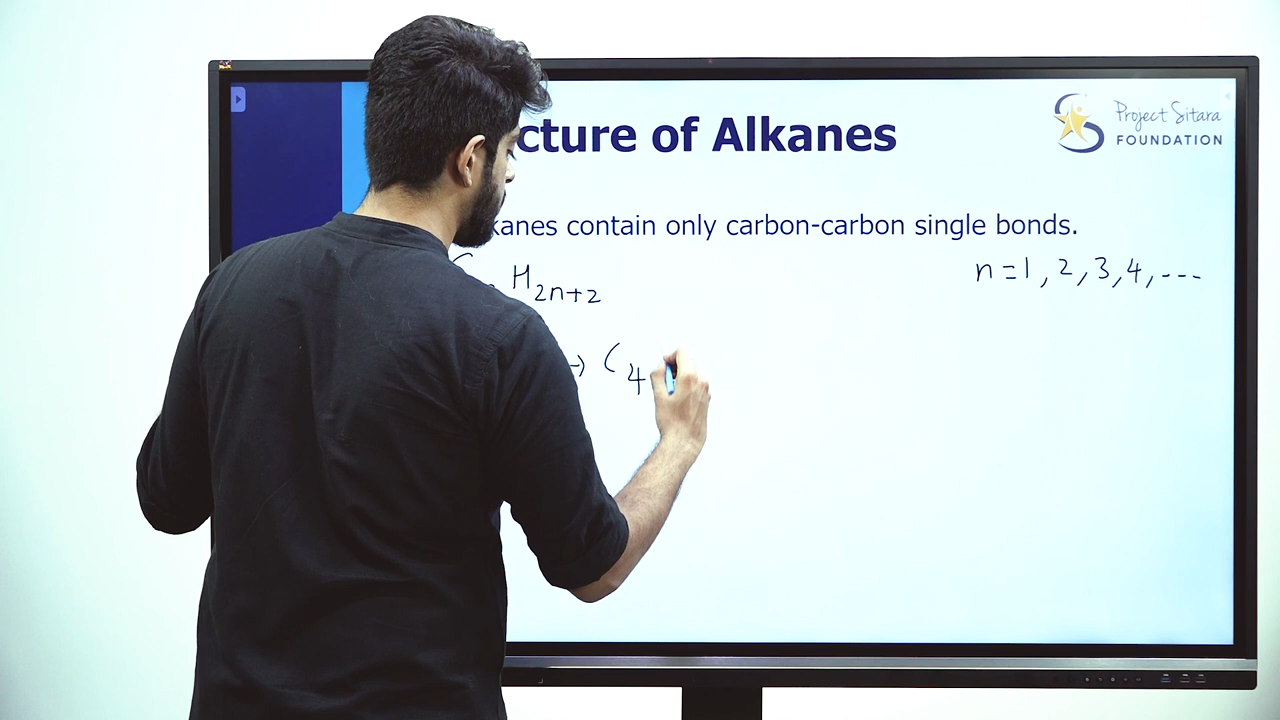 cture of Alkanes
Project Sitara
FOUNDATION
kanes contain only carbon-carbon single bonds.
C H2n+2
n=1,2,3,4,---
→ C4